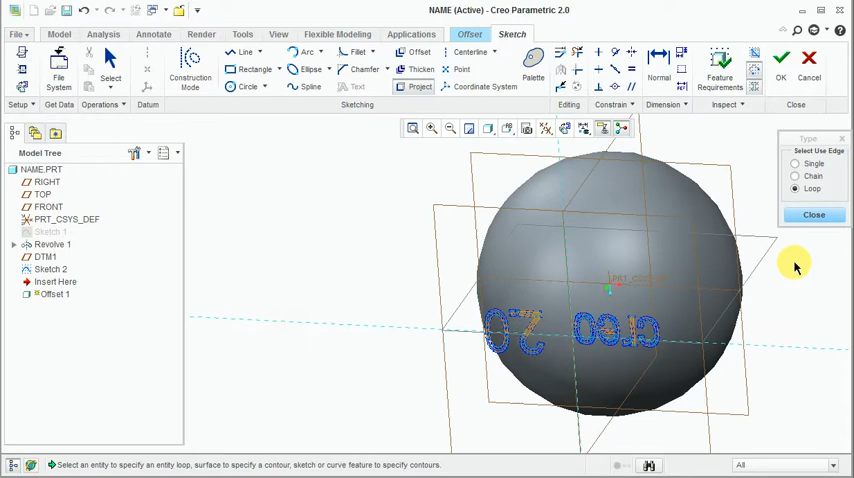 NAME (Active) - Creo Parametric 2.0
File Model Analysis Annotate Render Tools View Flexible Modeling Applications Offset Sketch
File System
Select
Construction Mode
Line Arc Fillet Offset Centerline
Rectangle Ellipse Chamfer Thicken Point
Circle Spline Text Project Coordinate System
Palette
Normal
Feature Requirements
OK
Cancel
Setup Get Data Operations Datum Sketching Editing Constrain Dimension Inspect Close
Model Tree
NAME.PRT
RIGHT
TOP
FRONT
PRT_CSYS_DEF
Sketch 1
Revolve 1
DTM1
Sketch 2
Insert Here
Offset 1
Type
Select Use Edge
Single
Chain
Loop
Close
Select an entity to specify an entity loop, surface to specify a contour, sketch or curve feature to specify contours.
All